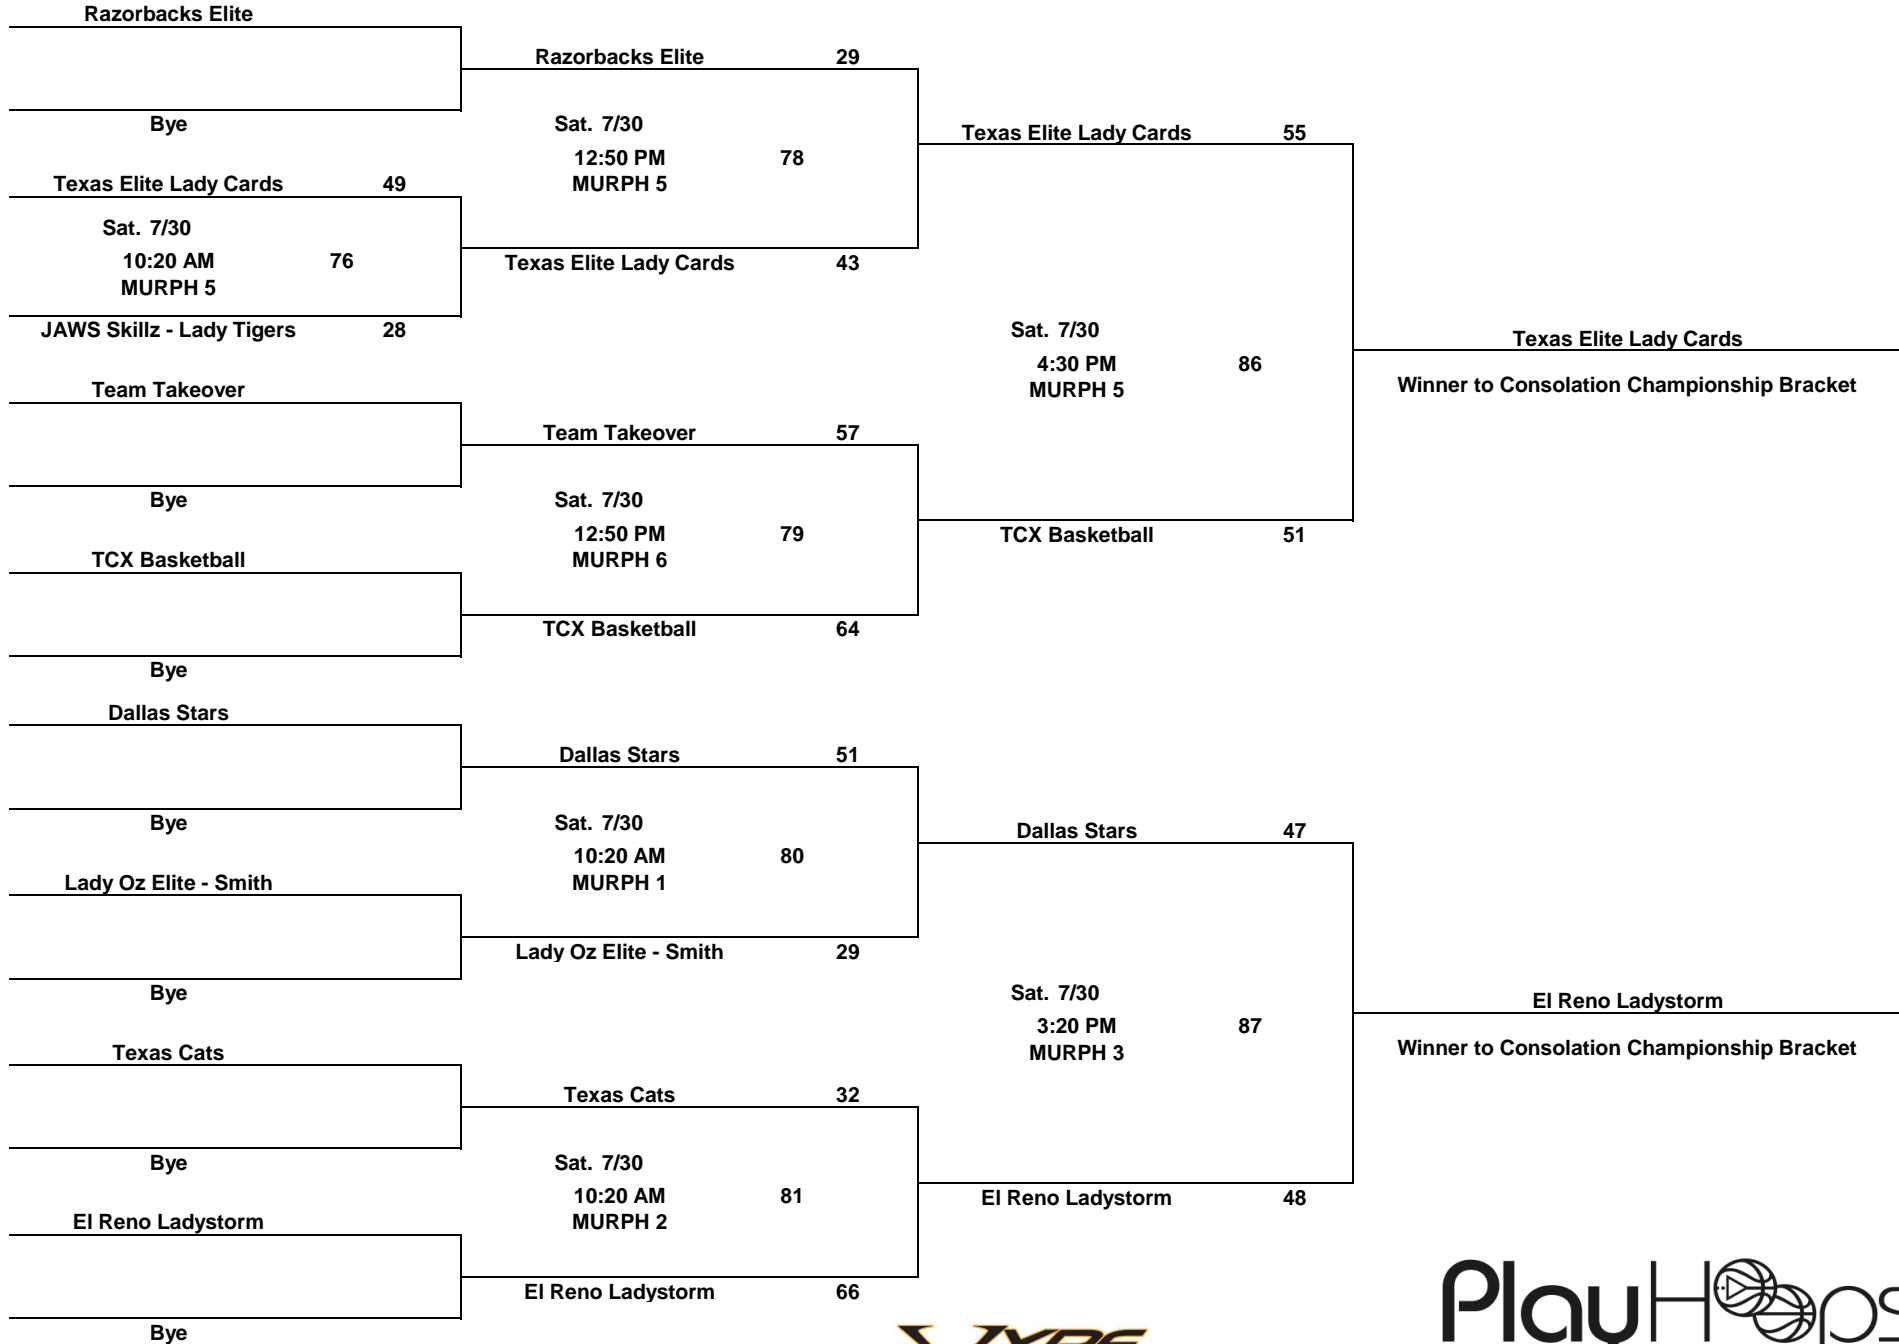 Razorbacks Elite
Bye
Texas Elite Lady Cards 49
Sat. 7/30
10:20 AM 76
MURPH 5
JAWS Skillz - Lady Tigers 28
Team Takeover
Bye
TCX Basketball
Bye
Dallas Stars
Bye
Lady Oz Elite - Smith
Bye
Texas Cats
Bye
El Reno Ladystorm
Bye
Razorbacks Elite 29
Sat. 7/30
12:50 PM 78
MURPH 5
Texas Elite Lady Cards 43
Team Takeover 57
Sat. 7/30
12:50 PM 79
MURPH 6
TCX Basketball 64
Dallas Stars 51
Sat. 7/30
10:20 AM 80
MURPH 1
Lady Oz Elite - Smith 29
Texas Cats 32
Sat. 7/30
10:20 AM 81
MURPH 2
El Reno Ladystorm 66
Texas Elite Lady Cards 55
Sat. 7/30
4:30 PM 86
MURPH 5
TCX Basketball 51
Dallas Stars 47
Sat. 7/30
3:20 PM 87
MURPH 3
El Reno Ladystorm 48
Texas Elite Lady Cards
Winner to Consolation Championship Bracket
El Reno Ladystorm
Winner to Consolation Championship Bracket
PlayHoops